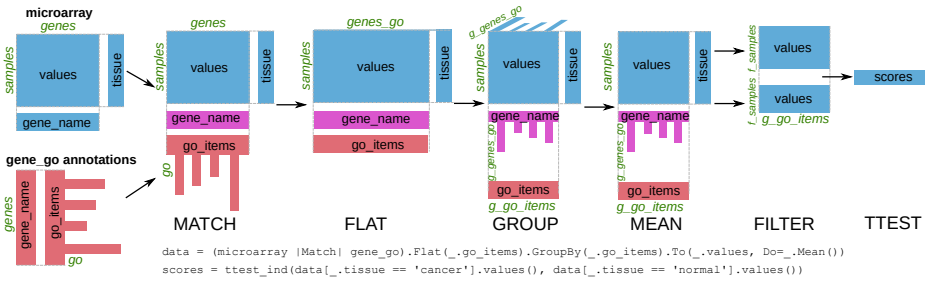 microarray
genes
samples
values
tissue
gene_name
gene_go annotations
genes
gene_name
go_items
go
genes
samples
values
tissue
gene_name
go_items
go
MATCH
genes_go
samples
values
tissue
gene_name
go_items
FLAT
g_genes_go
samples
values
tissue
gene_name
g_genes_go
go_items
g_go_items
GROUP
samples
values
tissue
gene_name
g_genes_go
go_items
g_go_items
MEAN
f_samples
values
f_samples
values
g_go_items
FILTER
scores
TTEST
data = (microarray |Match| gene_go).Flat(_.go_items).GroupBy(_.go_items).To(_.values, Do=_.Mean())
scores = ttest_ind(data[_.tissue == 'cancer'].values(), data[_.tissue == 'normal'].values())